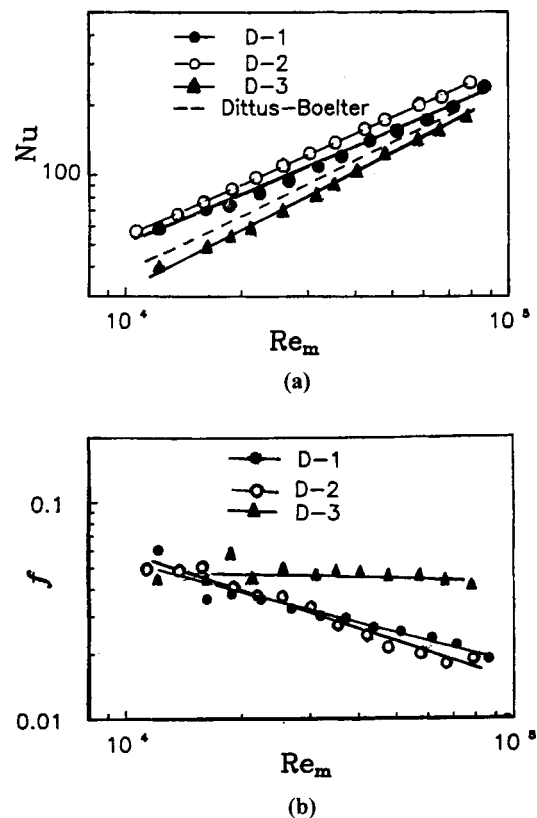 D-1
D-2
D-3
Dittus-Boelter
Nu
100
10⁴
10⁵
Reₘ
(a)
D-1
D-2
D-3
0.1
f
0.01
10⁴
10⁵
Reₘ
(b)